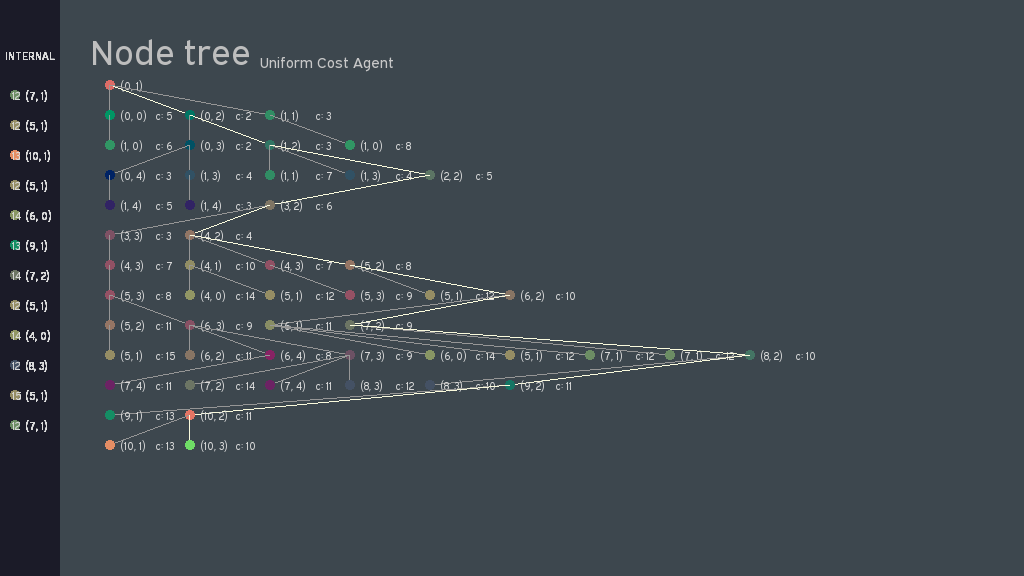 Node tree Uniform Cost Agent
INTERNAL
12 (7, 1)
12 (5, 1)
(10, 1)
12 (5, 1)
14 (6, 0)
13 (9, 1)
14 (7, 2)
12 (5, 1)
14 (4, 0)
12 (8, 3)
15 (5, 1)
12 (7, 1)
(0, 1)
(0, 0) c: 5 (0, 2) c: 2 (1, 1) c: 3
(1, 0) c: 6 (0, 3) c: 2 (1, 2) c: 3 (1, 0) c: 8
(0, 4) c: 3 (1, 3) c: 4 (1, 1) c: 7 (1, 3) c: 4 (2, 2) c: 5
(1, 4) c: 5 (1, 4) c: 3 (3, 2) c: 6
(3, 3) c: 3 (4, 2) c: 4
(4, 3) c: 7 (4, 1) c: 10 (4, 3) c: 7 (5, 2) c: 8
(5, 3) c: 8 (4, 0) c: 14 (5, 1) c: 12 (5, 3) c: 9 (5, 1) c: 12 (6, 2) c: 10
(5, 2) c: 11 (6, 3) c: 9 (6, 1) c: 11 (7, 2) c: 9
(5, 1) c: 15 (6, 2) c: 11 (6, 4) c: 8 (7, 3) c: 9 (6, 0) c: 14 (5, 1) c: 12 (7, 1) c: 12 (7, 1) c: 12 (8, 2) c: 10
(7, 4) c: 11 (7, 2) c: 14 (7, 4) c: 11 (8, 3) c: 12 (8, 3) c: 10 (9, 2) c: 11
(9, 1) c: 13 (10, 2) c: 11
(10, 1) c: 13 (10, 3) c: 10